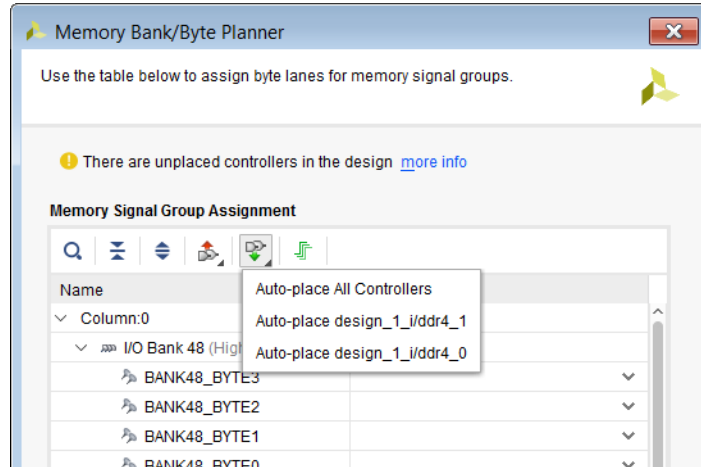 Memory Bank/Byte Planner
Use the table below to assign byte lanes for memory signal groups.
There are unplaced controllers in the design more info
Memory Signal Group Assignment
Name
Auto-place All Controllers
Column:0
Auto-place design_1_i/ddr4_1
I/O Bank 48 (High
Auto-place design_1_i/ddr4_0
BANK48_BYTE3
BANK48_BYTE2
BANK48_BYTE1
BANK48_BYTE0